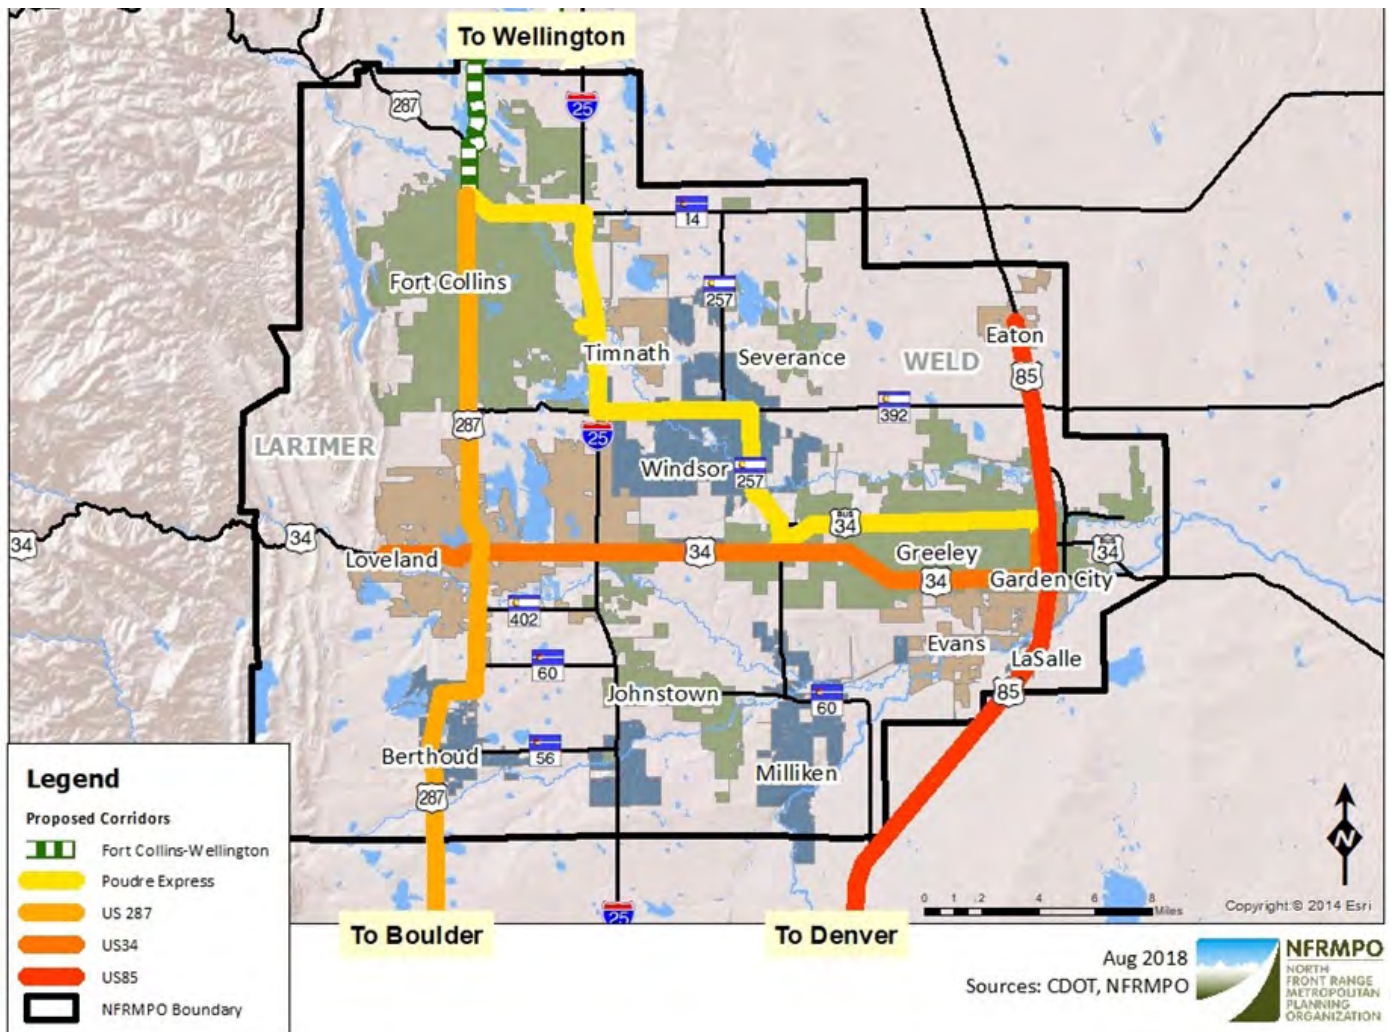 To Wellington
287
25
14
Fort Collins
257
Eaton
Timnath
Severance
WELD
85
392
287
25
LARIMER
Windsor
257
BUS
34
34
34
34
34
Loveland
Greeley
34
Garden City
402
Evans
LaSalle
60
85
Johnstown
60
Berthoud
56
Milliken
287
25
Legend
Proposed Corridors
Fort Collins-Wellington
Poudre Express
US 287
US34
US85
NFRMPO Boundary
N
0 1 2 4 6 8
Miles
Copyright:© 2014 Esri
To Boulder
To Denver
Aug 2018
Sources: CDOT, NFRMPO
NFRMPO
NORTH
FRONT RANGE
METROPOLITAN
PLANNING
ORGANIZATION